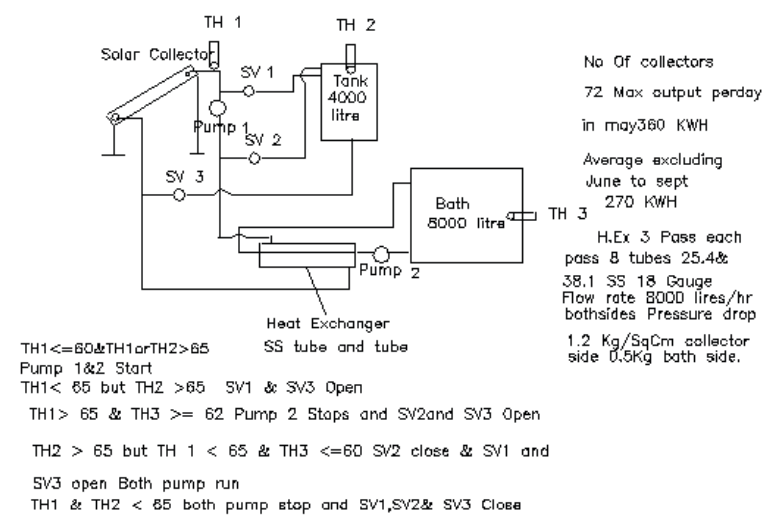 TH 1
TH 2
Solar Collector
SV 1
Tank
4000
litre
Pump 1
SV 2
SV 3
Bath
8000 litre
TH 3
Pump 2
Heat Exchanger
SS tube and tube
No Of collectors
72 Max output perday
in may360 KWH
Average excluding
June to sept
270 KWH
H.Ex 3 Pass each
pass 8 tubes 25.4&
38.1 SS 18 Gauge
Flow rate 8000 lires/hr
bothsides Pressure drop
1.2 Kg/SqCm collector
side 0.5Kg bath side.
TH1<=60&TH1orTH2>65
Pump 1&2 Start
TH1< 65 but TH2 >65 SV1 & SV3 Open
TH1> 65 & TH3 >= 62 Pump 2 Stops and SV2and SV3 Open
TH2 > 65 but TH 1 < 65 & TH3 <=60 SV2 close & SV1 and
SV3 open Both pump run
TH1 & TH2 < 65 both pump stop and SV1,SV2& SV3 Close